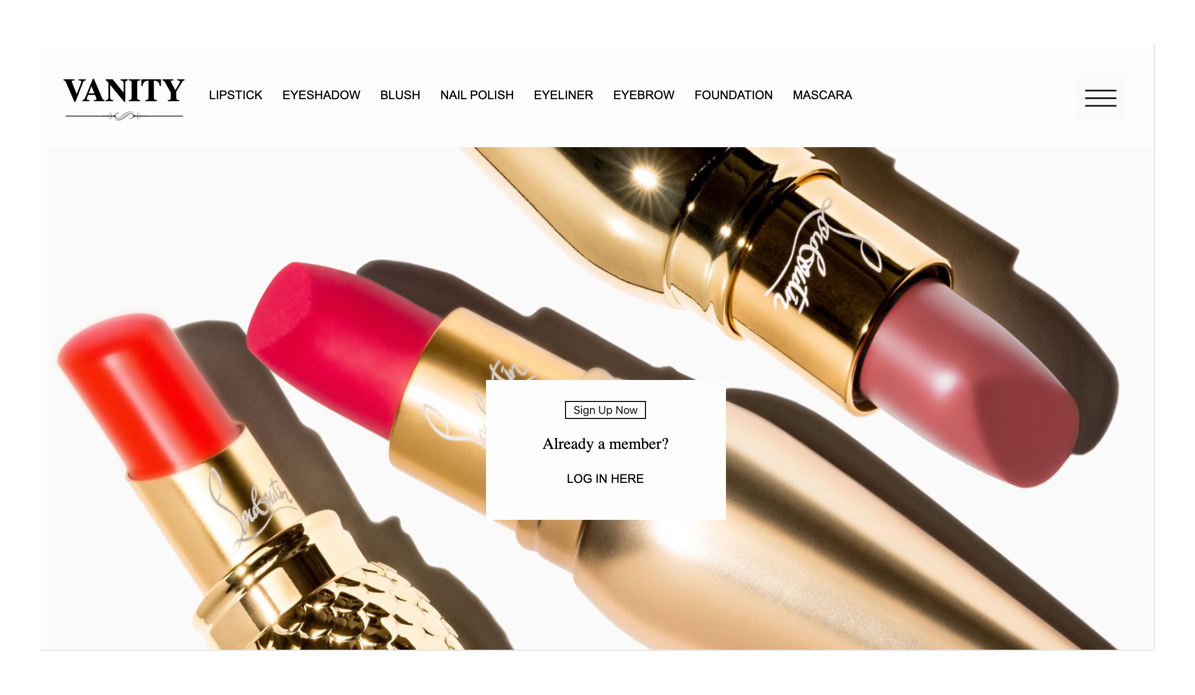 VANITY
LIPSTICK EYESHADOW BLUSH NAIL POLISH EYELINER EYEBROW FOUNDATION MASCARA
Louboutin
Louboutin
Sign Up Now
Already a member?
LOG IN HERE
Louboutin